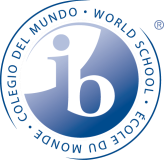 COLEGIO DEL MUNDO · WORLD SCHOOL · ÉCOLE DU MONDE ·
ib
®